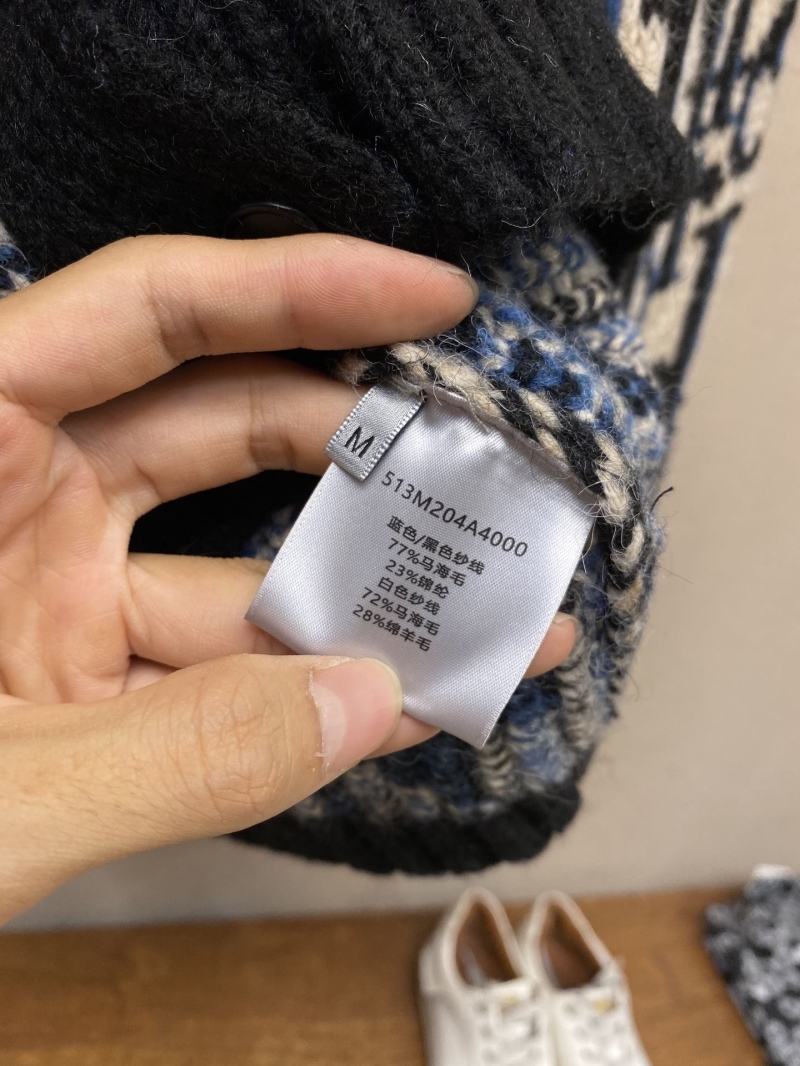 M
513M204A4000
蓝色/黑色纱线
77%马海毛
23%锦纶
白色纱线
72%马海毛
28%绵羊毛